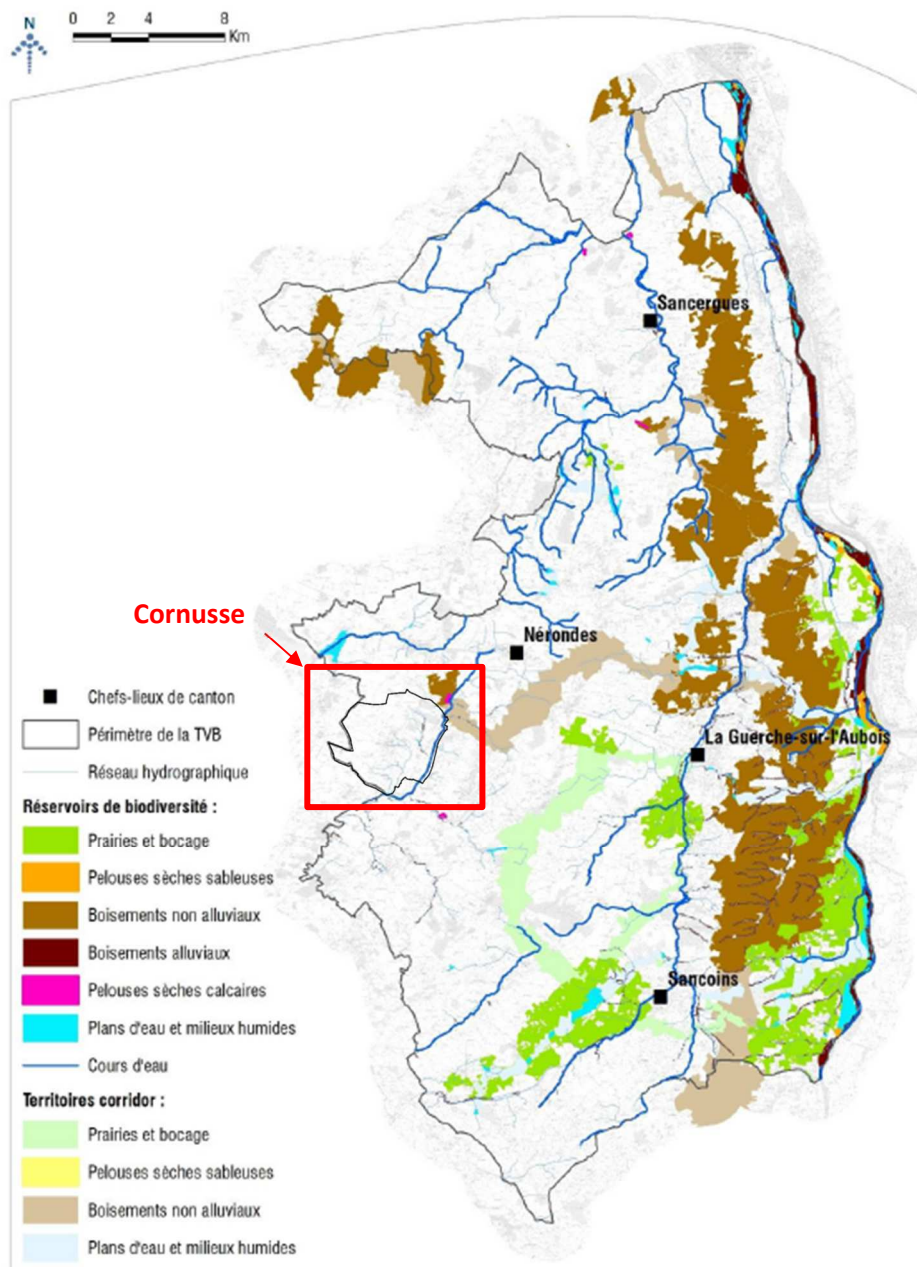 N
0 2 4 8
Km
Sancergues
Cornusse
Nérondes
La Guerche-sur-l'Aubois
Sancoins
Chefs-lieux de canton
Périmètre de la TVB
Réseau hydrographique
Réservoirs de biodiversité :
Prairies et bocage
Pelouses sèches sableuses
Boisements non alluviaux
Boisements alluviaux
Pelouses sèches calcaires
Plans d'eau et milieux humides
Cours d'eau
Territoires corridor :
Prairies et bocage
Pelouses sèches sableuses
Boisements non alluviaux
Plans d'eau et milieux humides